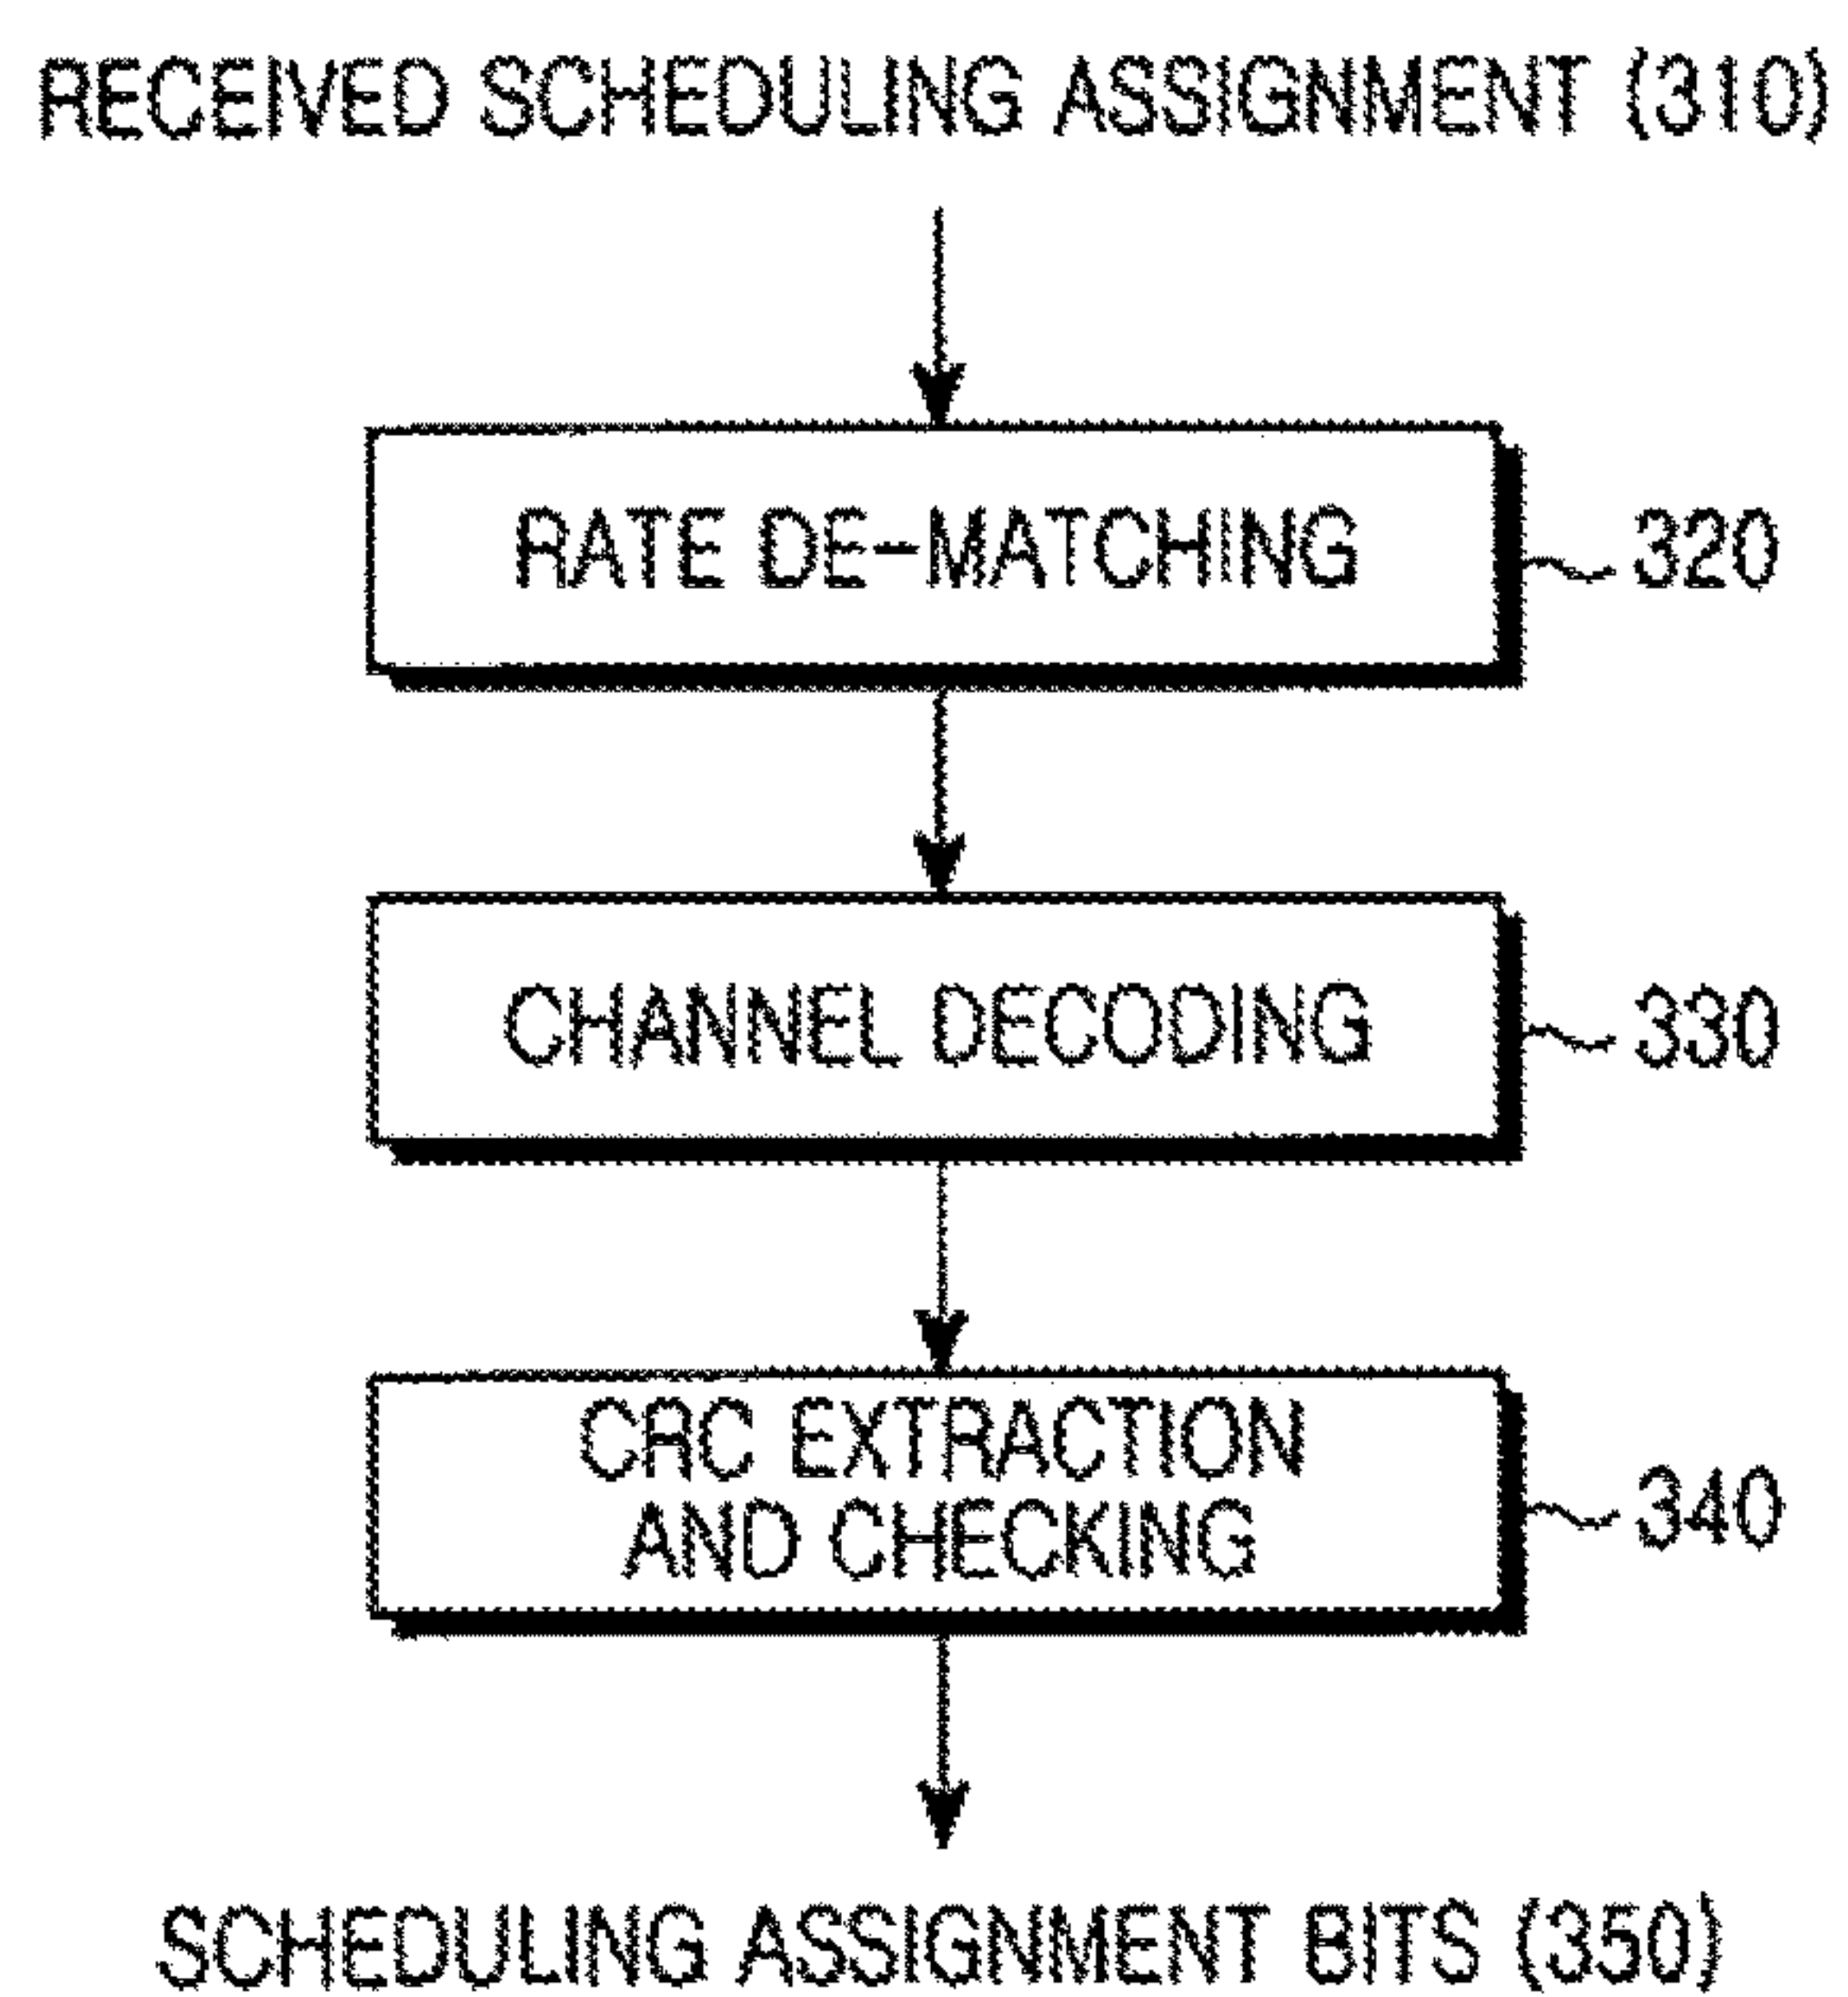 RECEIVED SCHEDULING ASSIGNMENT (310)
RATE DE-MATCHING
320
CHANNEL DECODING
330
CRC EXTRACTION
AND CHECKING
340
SCHEDULING ASSIGNMENT BITS (350)